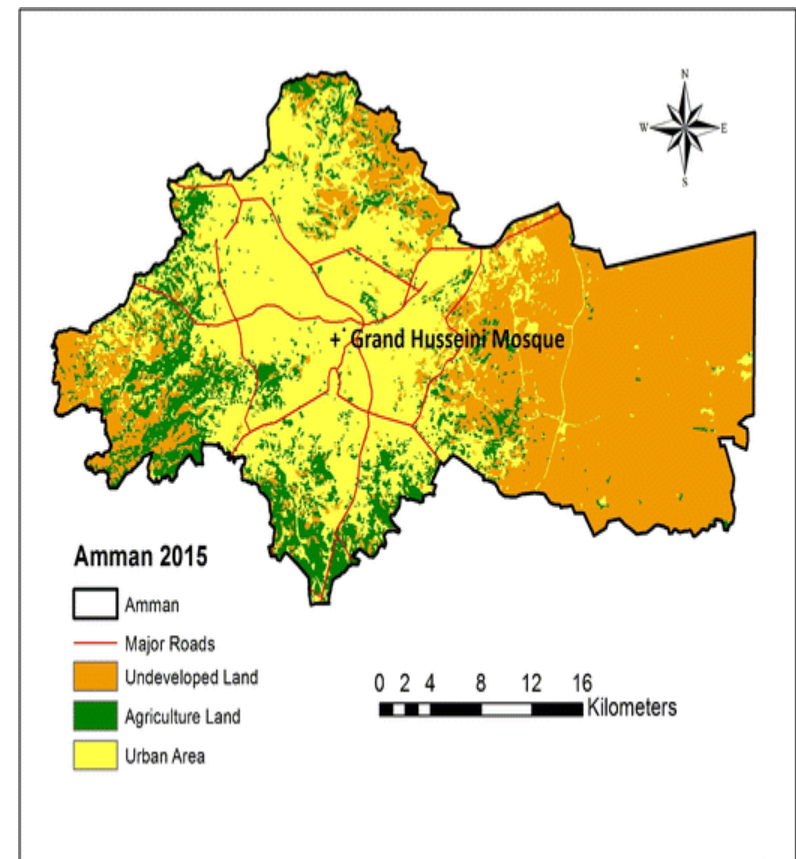 N
W E
S
+ Grand Husseini Mosque
Amman 2015
Amman
Major Roads
Undeveloped Land
Agriculture Land
Urban Area
0 2 4 8 12 16
Kilometers